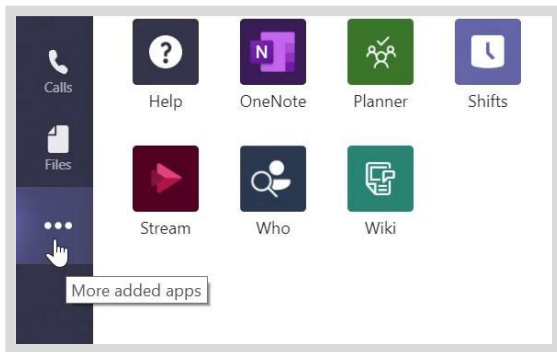 Calls
Files
More added apps
N
Help
OneNote
Planner
Shifts
Stream
Who
Wiki